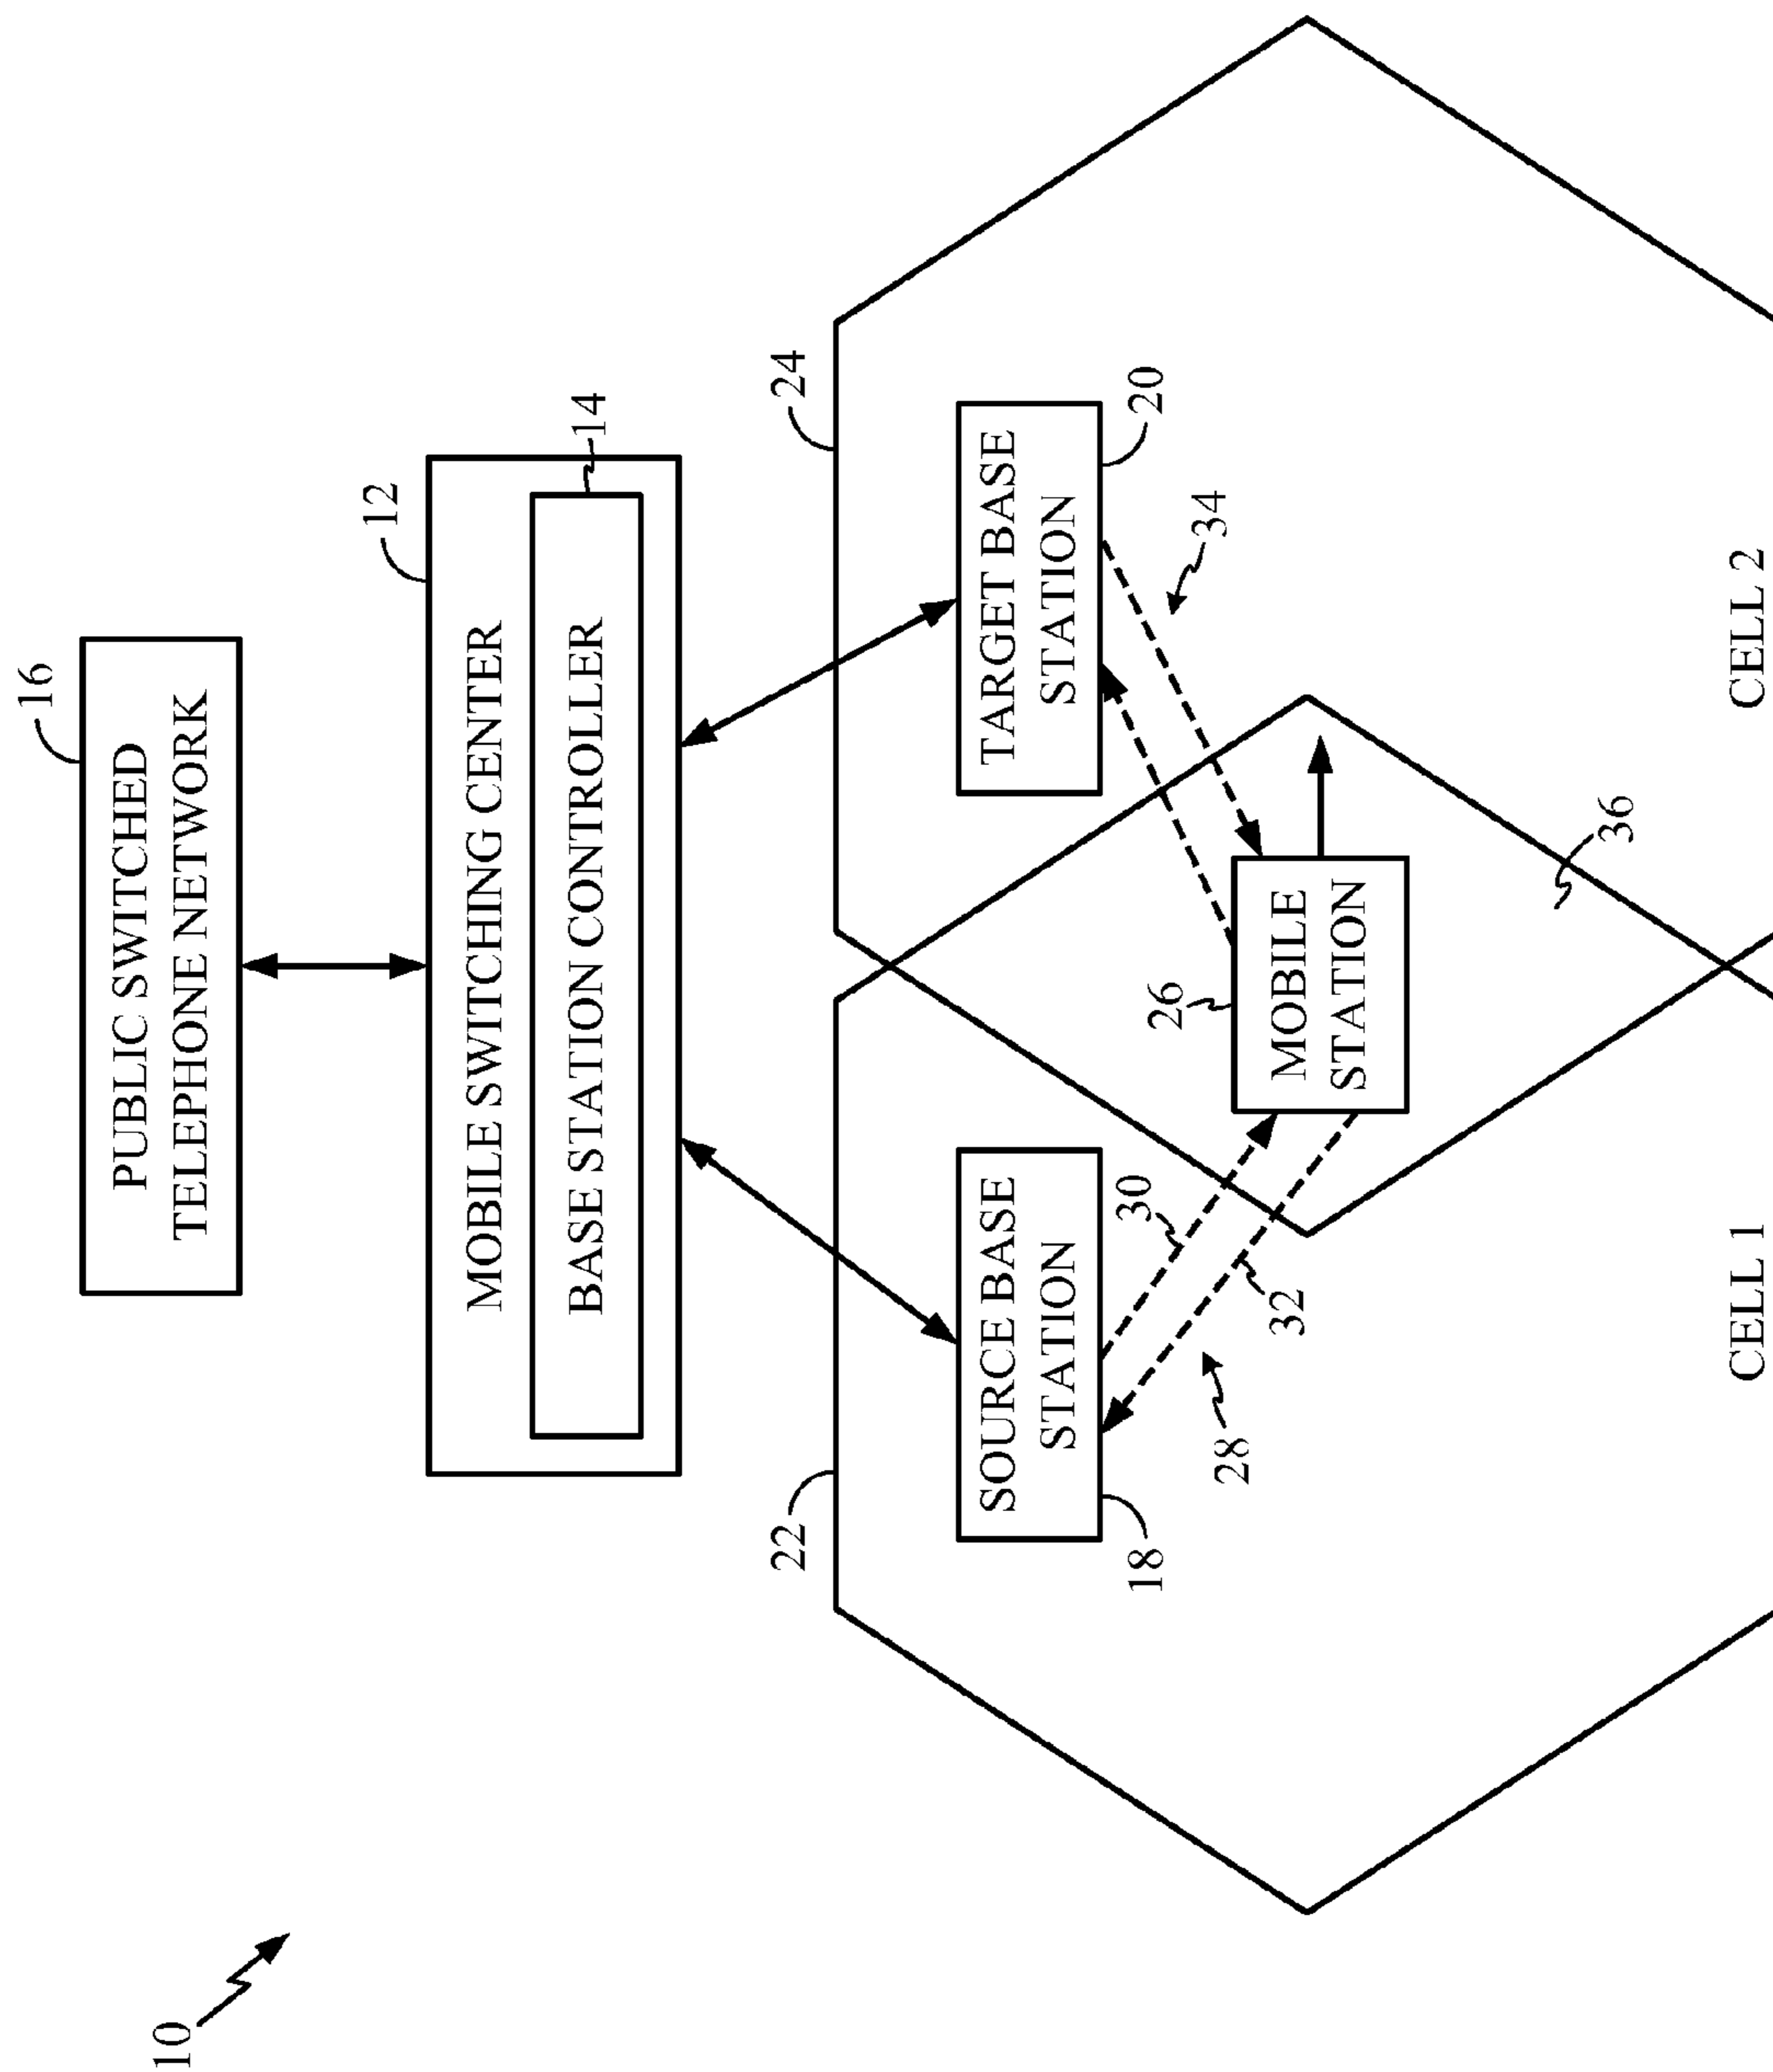 10
16
PUBLIC SWITCHED
TELEPHONE NETWORK
12
MOBILE SWITCHING CENTER
14
BASE STATION CONTROLLER
22
24
SOURCE BASE
STATION
18
TARGET BASE
STATION
20
30
28
32
34
26
MOBILE
STATION
36
CELL 1
CELL 2